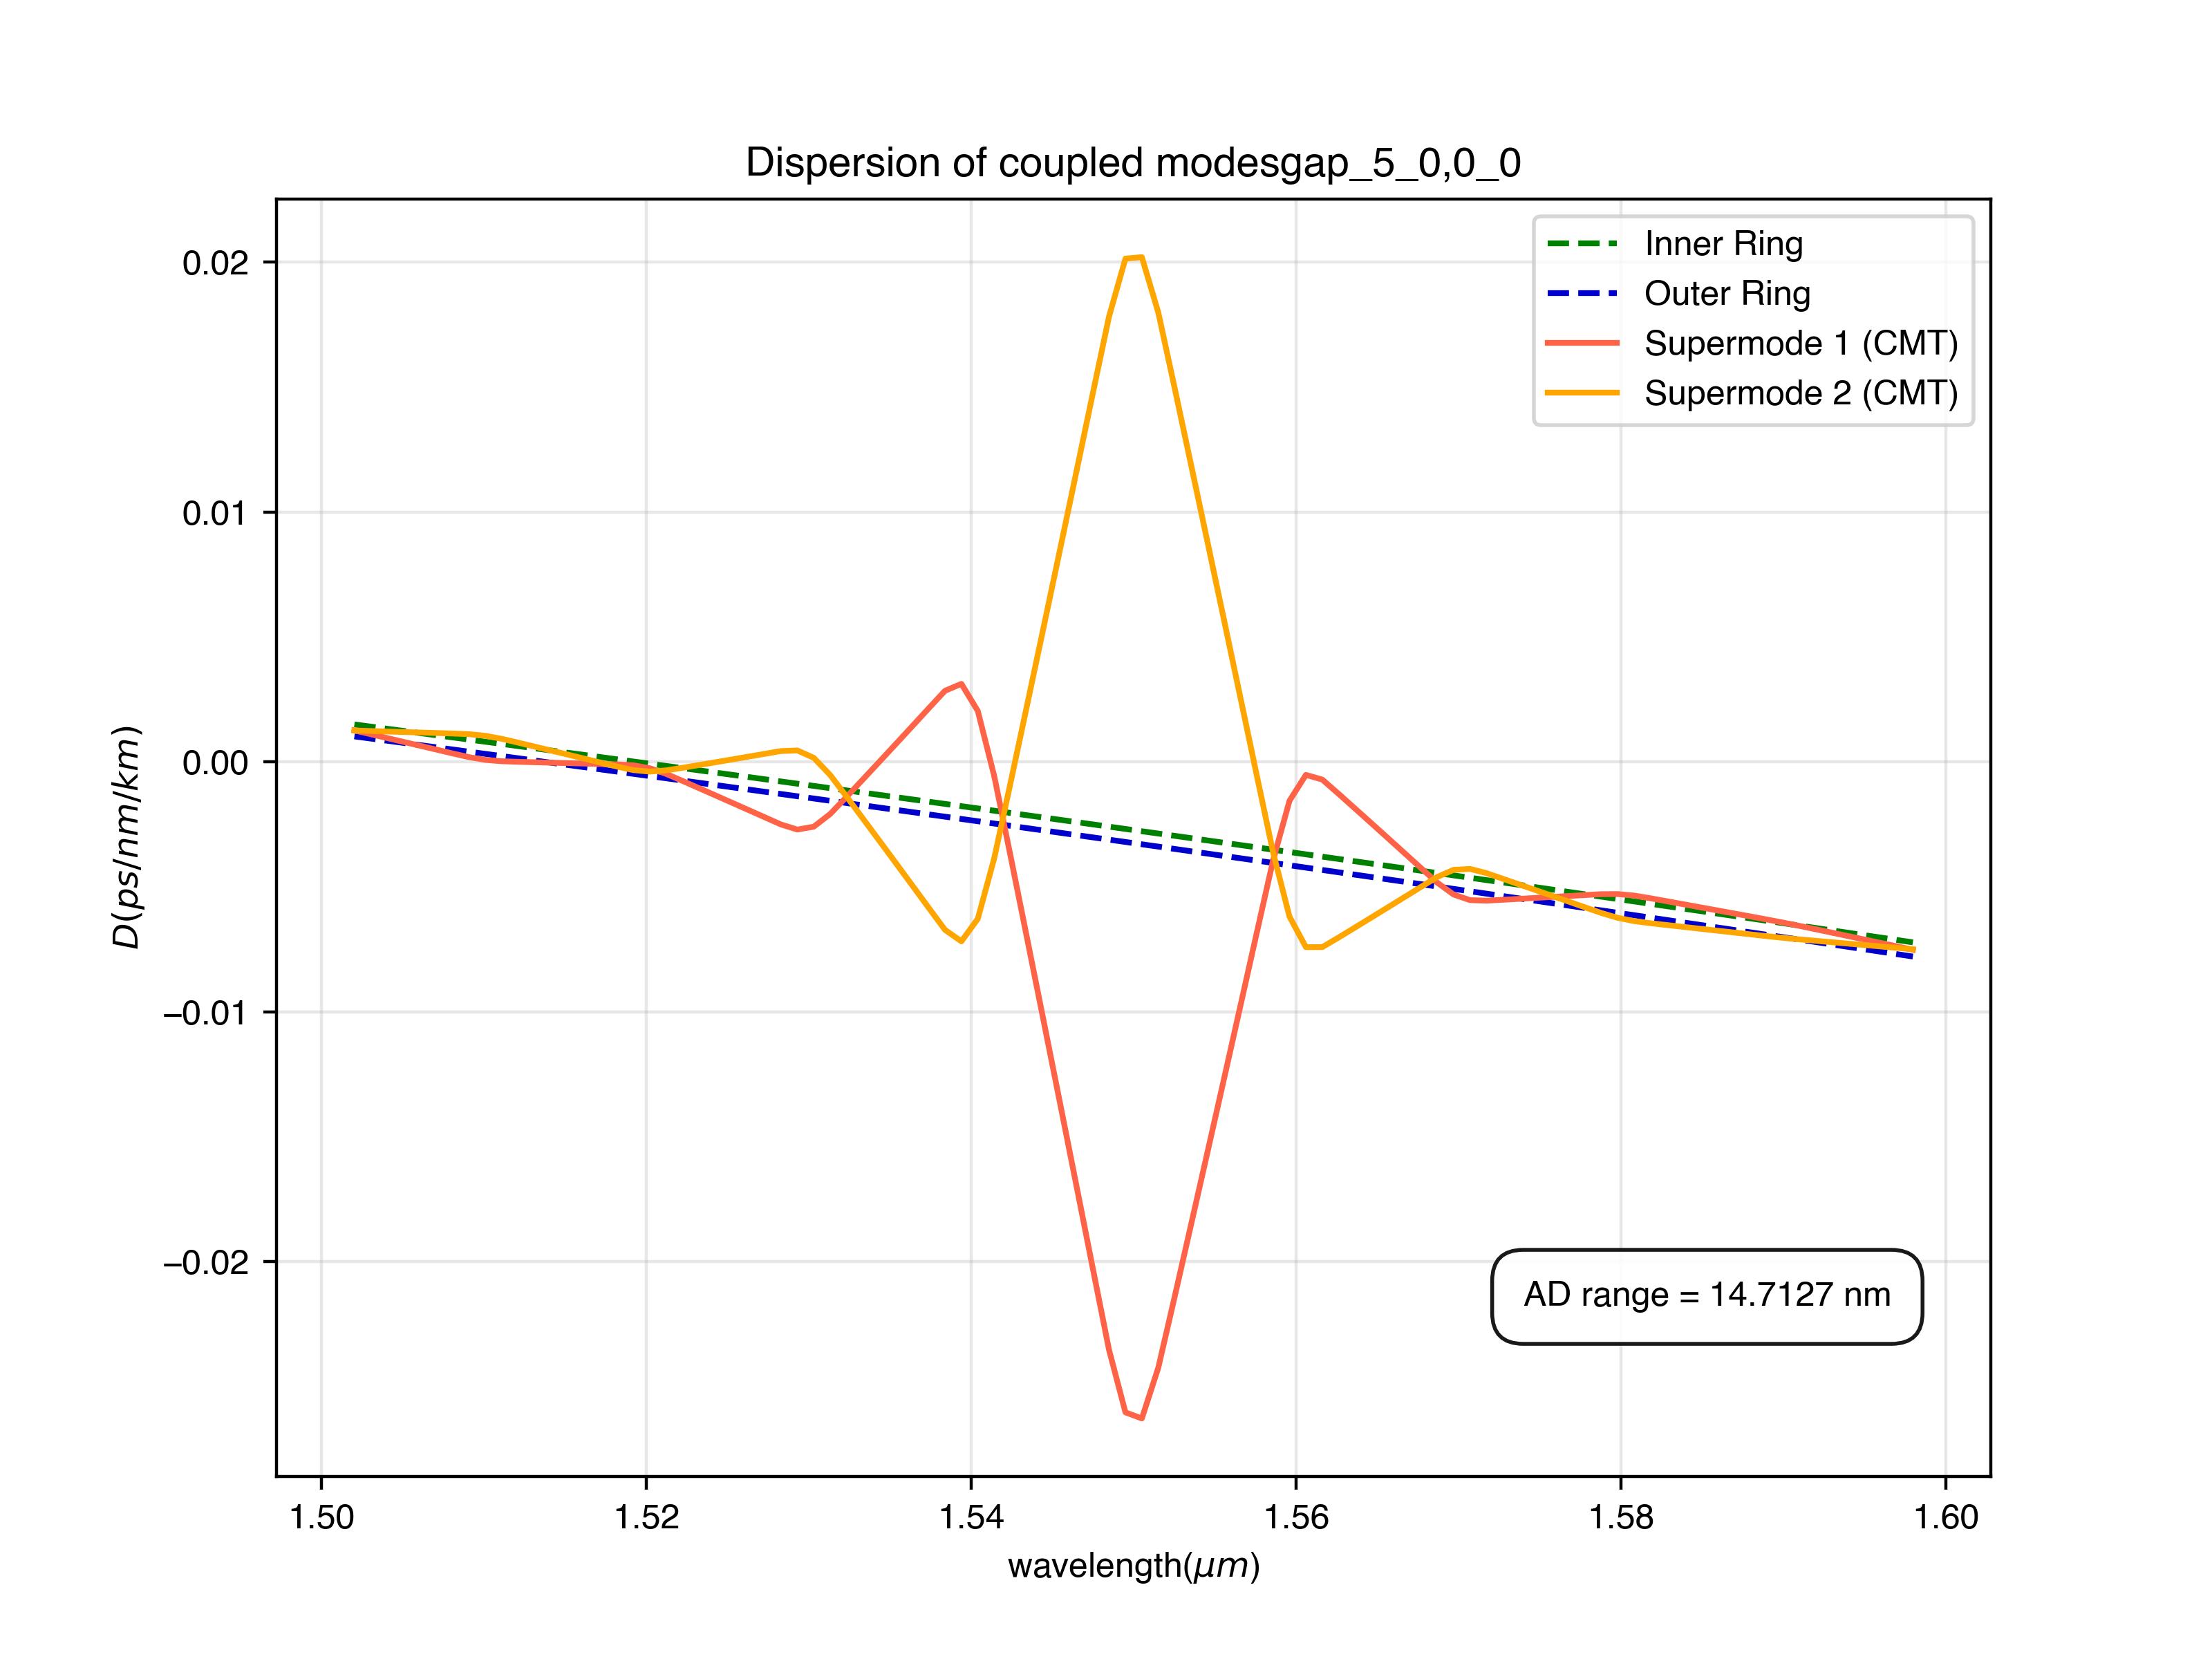 Dispersion of coupled modesgap_5_0,0_0
Inner Ring
Outer Ring
Supermode 1 (CMT)
Supermode 2 (CMT)
0.02
0.01
0.00
−0.01
−0.02
D(ps/nm/km)
AD range = 14.7127 nm
1.50 1.52 1.54 1.56 1.58 1.60
wavelength(μm)